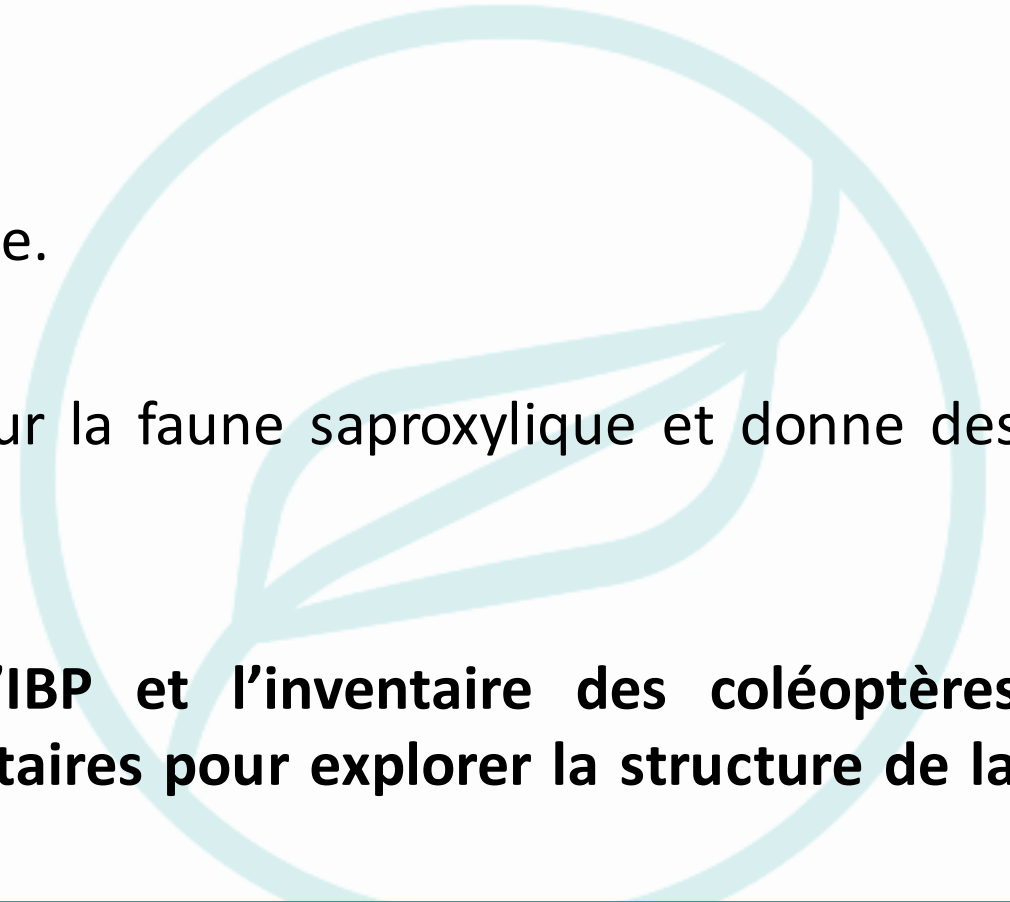 e.
ur la faune saproxylique et donne des
’IBP et l’inventaire des coléoptères
taires pour explorer la structure de la